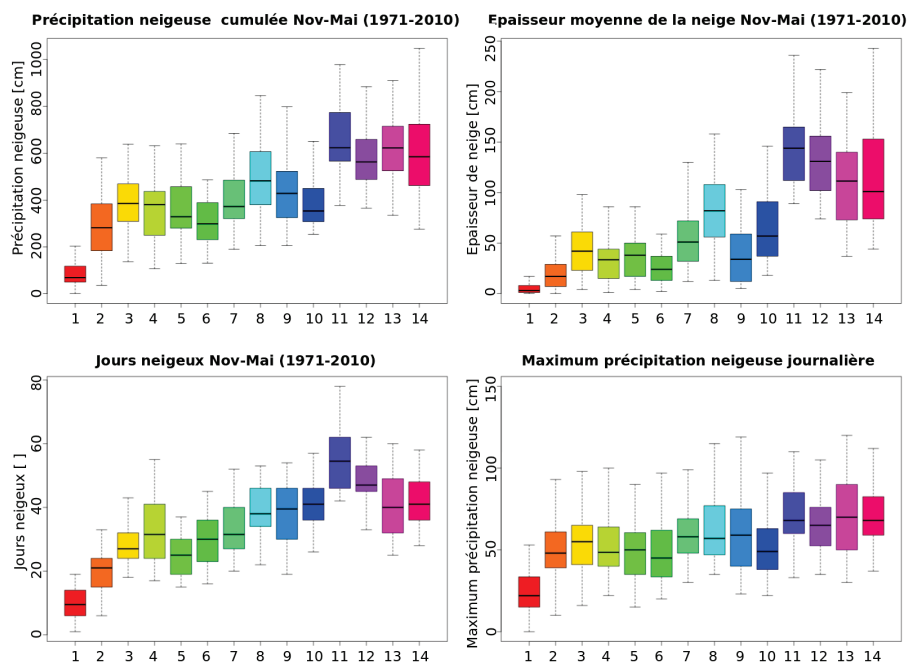 Précipitation neigeuse  cumulée Nov-Mai (1971-2010)
Epaisseur moyenne de la neige Nov-Mai (1971-2010)
Précipitation neigeuse [cm]
0 200 400 600 800 1000
1 2 3 4 5 6 7 8 9 10 11 12 13 14
Epaisseur de neige [cm]
0 50 100 150 200 250
1 2 3 4 5 6 7 8 9 10 11 12 13 14
Jours neigeux Nov-Mai (1971-2010)
Maximum précipitation neigeuse journalière
Jours neigeux [ ]
0 20 40 60 80
1 2 3 4 5 6 7 8 9 10 11 12 13 14
Maximum précipitation neigeuse [cm]
0 50 100 150
1 2 3 4 5 6 7 8 9 10 11 12 13 14